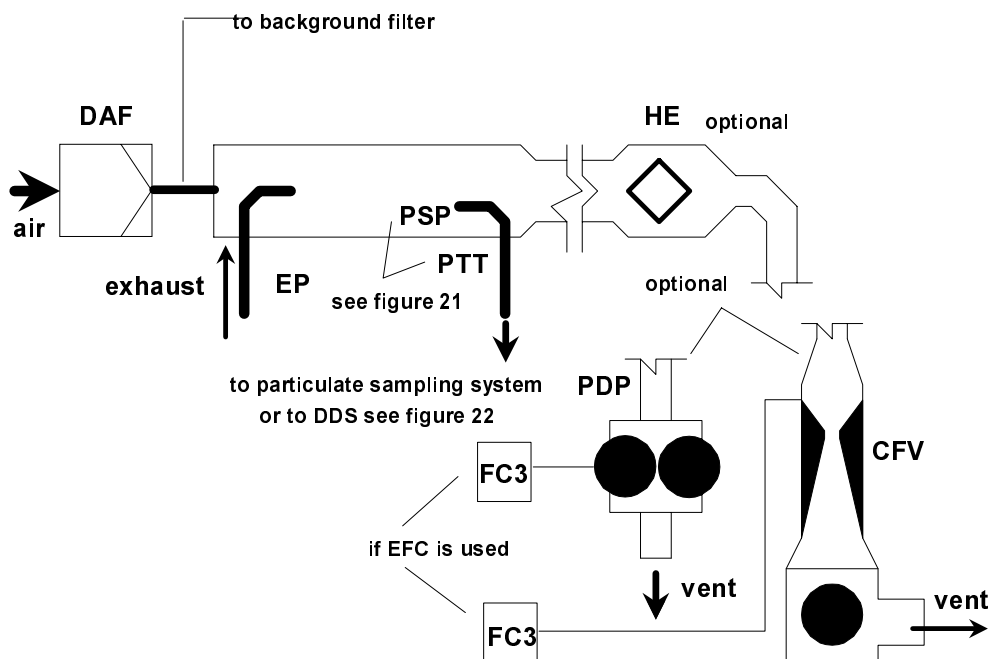 to background filter
DAF
HE
optional
air
PSP
PTT
exhaust
EP
see figure 21
optional
to particulate sampling system
or to DDS see figure 22
PDP
FC3
CFV
if EFC is used
vent
vent
FC3